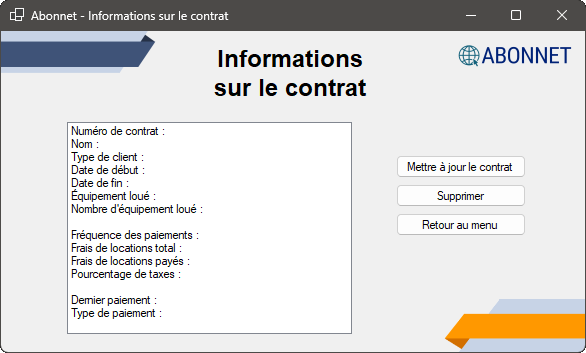 Abonnet - Informations sur le contrat
Informations
sur le contrat
ABONNET
Numéro de contrat :
Nom :
Type de client :
Date de début :
Date de fin :
Équipement loué :
Nombre d'équipement loué :
Fréquence des paiements :
Frais de locations total :
Frais de locations payés :
Pourcentage de taxes :
Dernier paiement :
Type de paiement :
Mettre à jour le contrat
Supprimer
Retour au menu